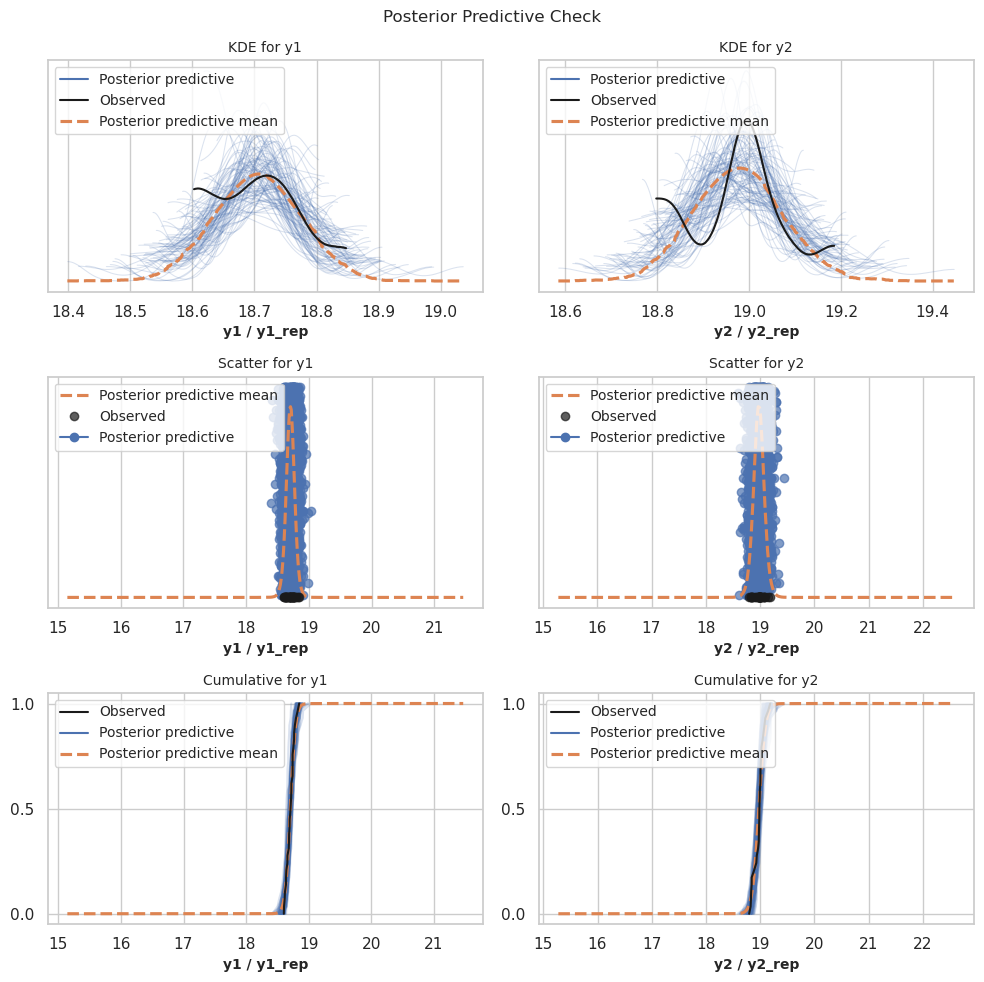 Posterior Predictive Check
KDE for y1
Posterior predictive
Observed
Posterior predictive mean
18.4 18.5 18.6 18.7 18.8 18.9 19.0
y1 / y1_rep
KDE for y2
Posterior predictive
Observed
Posterior predictive mean
18.6 18.8 19.0 19.2 19.4
y2 / y2_rep
Scatter for y1
Posterior predictive mean
Observed
Posterior predictive
15 16 17 18 19 20 21
y1 / y1_rep
Scatter for y2
Posterior predictive mean
Observed
Posterior predictive
15 16 17 18 19 20 21 22
y2 / y2_rep
Cumulative for y1
1.0
0.5
0.0
Observed
Posterior predictive
Posterior predictive mean
15 16 17 18 19 20 21
y1 / y1_rep
Cumulative for y2
Observed
Posterior predictive
Posterior predictive mean
15 16 17 18 19 20 21 22
y2 / y2_rep